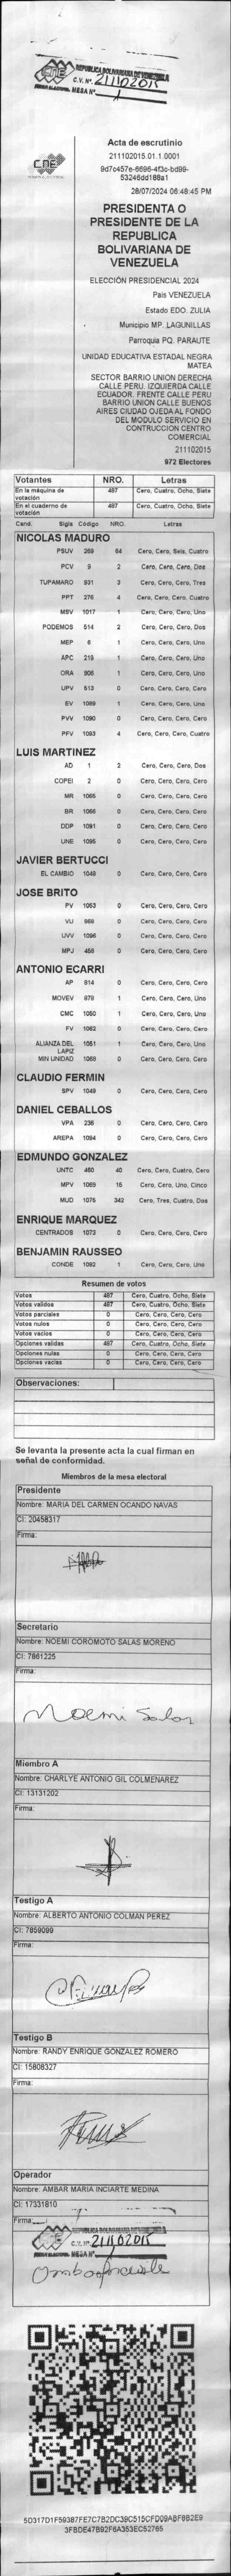 CNE
REPUBLICA BOLIVARIANA DE VENEZUELA
C.V. Nº 211102015
MESA Nº 1
CNE
Acta de escrutinio
211102015.01.1.0001
28/07/2024 06:48:45 PM
PRESIDENTA O
PRESIDENTE DE LA
REPUBLICA
BOLIVARIANA DE
VENEZUELA
ELECCIÓN PRESIDENCIAL 2024
País VENEZUELA
Estado EDO. ZULIA
Municipio MP. LAGUNILLAS
Parroquia PQ. PARAUTE
UNIDAD EDUCATIVA ESTADAL NEGRA
MATEA
SECTOR BARRIO UNION DERECHA
CALLE PERU. IZQUIERDA CALLE
ECUADOR. FRENTE CALLE PERU
BARRIO UNION CALLE BUENOS
AIRES CIUDAD OJEDA AL FONDO
DEL MODULO SERVICIO EN
CONTRUCCION CENTRO
COMERCIAL
211102015
972 Electores
Votantes NRO. Letras
En la máquina de votación 487 Cero, Cuatro, Ocho, Siete
En el cuaderno de votación 487 Cero, Cuatro, Ocho, Siete
Cand. Sigla Código NRO. Letras
NICOLAS MADURO
PSUV 269 64 Cero, Cero, Seis, Cuatro
PCV 9 2 Cero, Cero, Cero, Dos
TUPAMARO 931 3 Cero, Cero, Cero, Tres
PPT 276 4 Cero, Cero, Cero, Cuatro
MSV 1017 1 Cero, Cero, Cero, Uno
PODEMOS 514 2 Cero, Cero, Cero, Dos
MEP 6 1 Cero, Cero, Cero, Uno
APC 219 1 Cero, Cero, Cero, Uno
ORA 906 1 Cero, Cero, Cero, Uno
UPV 513 0 Cero, Cero, Cero, Cero
EV 1089 1 Cero, Cero, Cero, Uno
PVV 1090 0 Cero, Cero, Cero, Cero
PFV 1093 4 Cero, Cero, Cero, Cuatro
LUIS MARTINEZ
AD 1 2 Cero, Cero, Cero, Dos
COPEI 2 0 Cero, Cero, Cero, Cero
MR 1065 0 Cero, Cero, Cero, Cero
BR 1066 0 Cero, Cero, Cero, Cero
DDP 1091 0 Cero, Cero, Cero, Cero
UNE 1095 0 Cero, Cero, Cero, Cero
JAVIER BERTUCCI
EL CAMBIO 1048 0 Cero, Cero, Cero, Cero
JOSE BRITO
PV 1053 0 Cero, Cero, Cero, Cero
VU 969 0 Cero, Cero, Cero, Cero
UVV 1096 0 Cero, Cero, Cero, Cero
MPJ 456 0 Cero, Cero, Cero, Cero
ANTONIO ECARRI
AP 814 0 Cero, Cero, Cero, Cero
MOVEV 979 1 Cero, Cero, Cero, Uno
CMC 1050 1 Cero, Cero, Cero, Uno
FV 1062 0 Cero, Cero, Cero, Cero
ALIANZA DEL LAPIZ 1051 1 Cero, Cero, Cero, Uno
MIN UNIDAD 1068 0 Cero, Cero, Cero, Cero
CLAUDIO FERMIN
SPV 1049 0 Cero, Cero, Cero, Cero
DANIEL CEBALLOS
VPA 236 0 Cero, Cero, Cero, Cero
AREPA 1094 0 Cero, Cero, Cero, Cero
EDMUNDO GONZALEZ
UNTC 460 40 Cero, Cero, Cuatro, Cero
MPV 1069 15 Cero, Cero, Uno, Cinco
MUD 1075 342 Cero, Tres, Cuatro, Dos
ENRIQUE MARQUEZ
CENTRADOS 1073 0 Cero, Cero, Cero, Cero
BENJAMIN RAUSSEO
CONDE 1092 1 Cero, Cero, Cero, Uno
Resumen de votos
Votos 487 Cero, Cuatro, Ocho, Siete
Votos validos 487 Cero, Cuatro, Ocho, Siete
Votos parciales 0 Cero, Cero, Cero, Cero
Votos nulos 0 Cero, Cero, Cero, Cero
Votos vacios 0 Cero, Cero, Cero, Cero
Opciones validas 487 Cero, Cuatro, Ocho, Siete
Opciones nulas 0 Cero, Cero, Cero, Cero
Opciones vacias 0 Cero, Cero, Cero, Cero
Observaciones:
Se levanta la presente acta la cual firman en
señal de conformidad.
Miembros de la mesa electoral
Presidente
Nombre: MARIA DEL CARMEN OCANDO NAVAS
CI: 20458317
Firma:
Secretario
Nombre: NOEMI COROMOTO SALAS MORENO
CI: 7861225
Firma:
Noemi Salas
Miembro A
Nombre: CHARLYE ANTONIO GIL COLMENAREZ
CI: 13131202
Firma:
Testigo A
Nombre: ALBERTO ANTONIO COLMAN PEREZ
CI: 7859099
Firma:
Testigo B
Nombre: RANDY ENRIQUE GONZALEZ ROMERO
CI: 15808327
Firma:
Operador
Nombre: AMBAR MARIA INCIARTE MEDINA
CI: 17331810
Firma:
CNE
REPUBLICA BOLIVARIANA DE VENEZUELA
C.V. Nº 211102015
MESA Nº